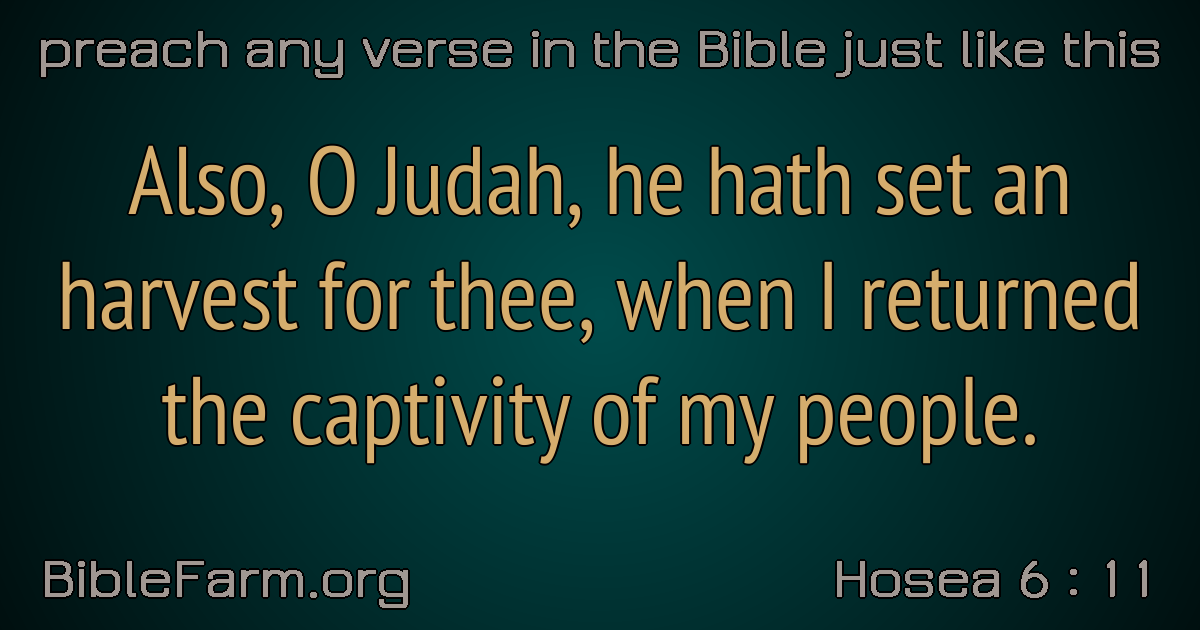 preach any verse in the Bible just like this
Also, O Judah, he hath set an
harvest for thee, when I returned
the captivity of my people.
BibleFarm.org
Hosea 6 : 11